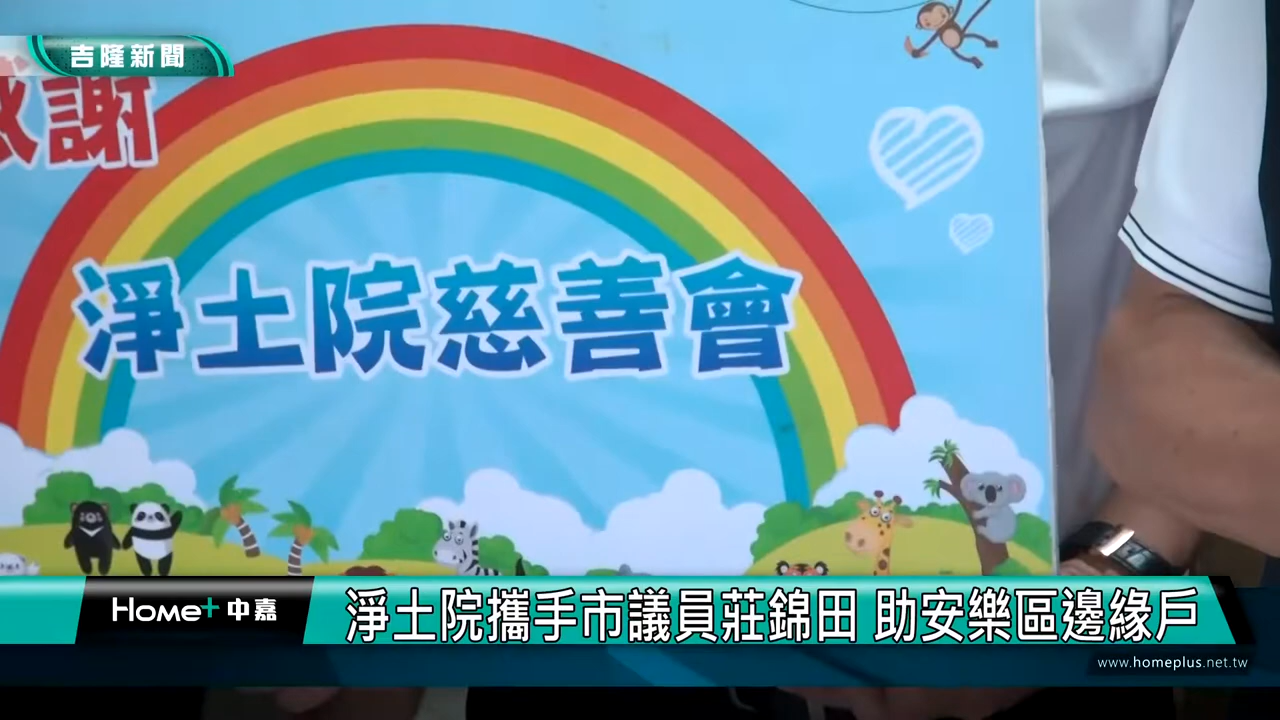 吉隆新聞
感謝
淨土院慈善會
Home+中嘉
淨土院攜手市議員莊錦田 助安樂區邊緣戶
www.homeplus.net.tw